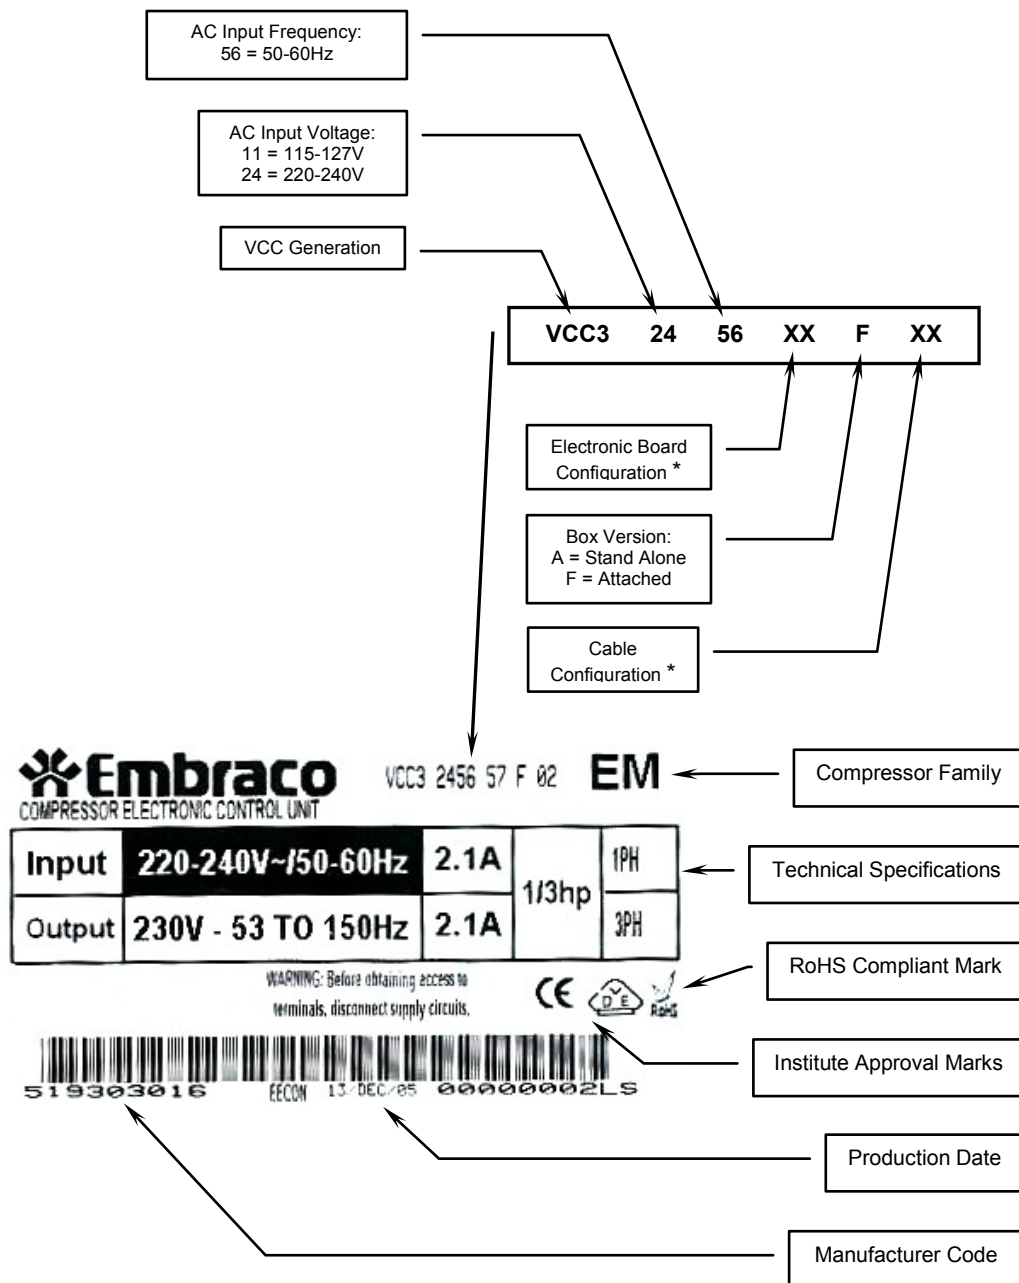 AC Input Frequency:
56 = 50-60Hz
AC Input Voltage:
11 = 115-127V
24 = 220-240V
VCC Generation
VCC3 24 56 XX F XX
Electronic Board
Configuration *
Box Version:
A = Stand Alone
F = Attached
Cable
Configuration *
Embraco VCC3 2456 57 F 02 EM
COMPRESSOR ELECTRONIC CONTROL UNIT
Compressor Family
Input 220-240V~/50-60Hz 2.1A 1/3hp 1PH
Technical Specifications
Output 230V - 53 TO 150Hz 2.1A 3PH
WARNING: Before obtaining access to
terminals, disconnect supply circuits.
CE DVE RoHS
RoHS Compliant Mark
Institute Approval Marks
519303016 EECON 13/DEC/05 00000002LS
Production Date
Manufacturer Code